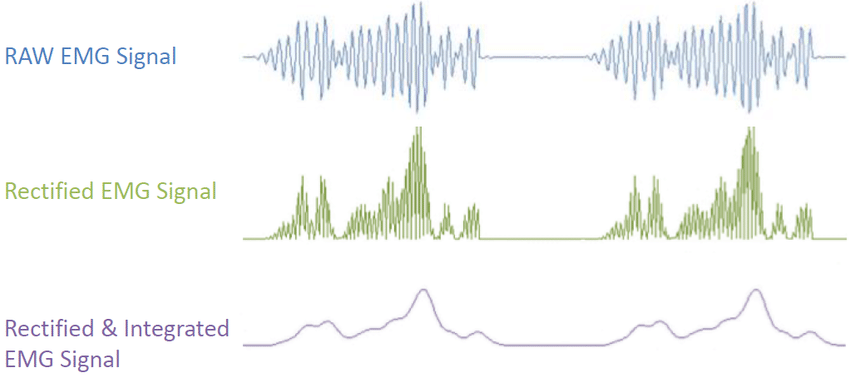 RAW EMG Signal
Rectified EMG Signal
Rectified & Integrated
EMG Signal